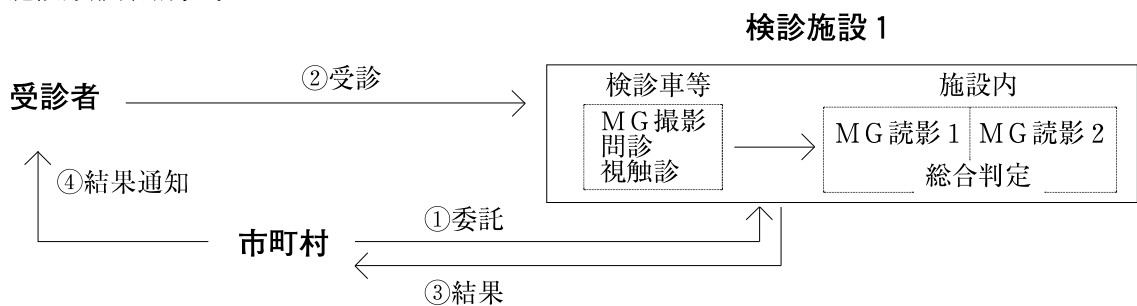 検診施設1
受診者
②受診
検診車等
MG撮影
問診
視触診
施設内
MG読影1
MG読影2
総合判定
④結果通知
市町村
①委託
③結果